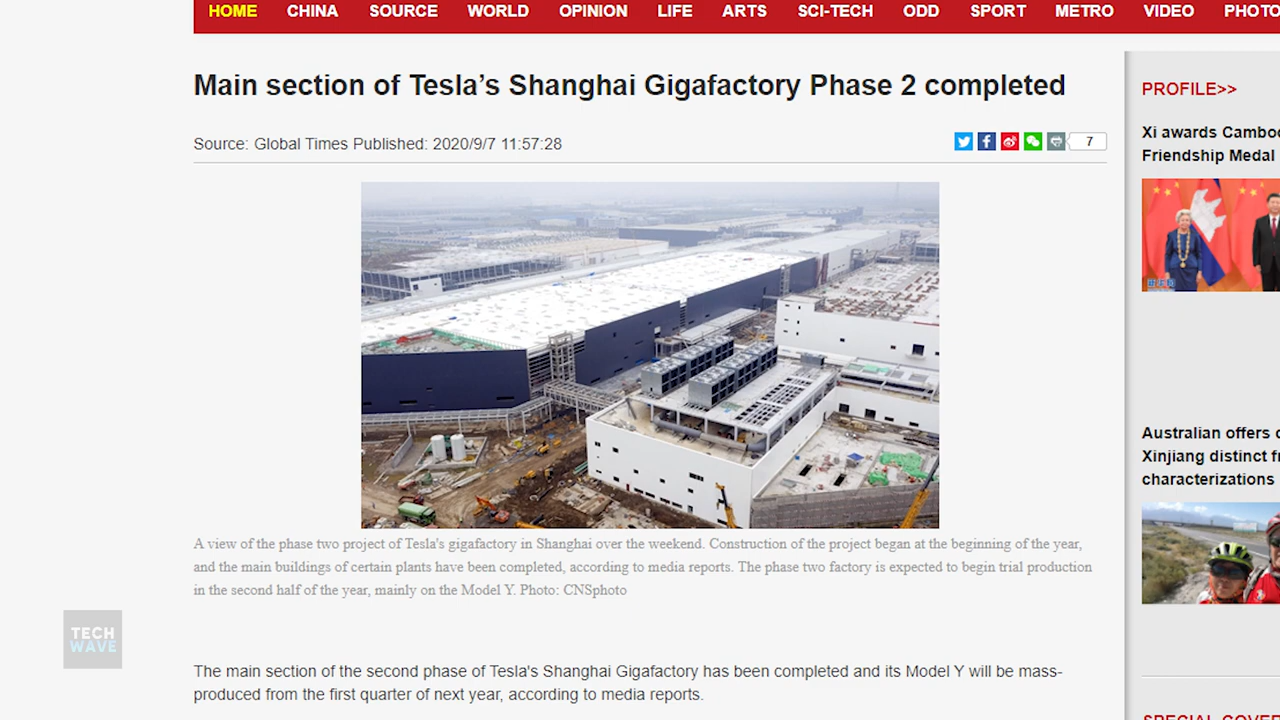 HOME CHINA SOURCE WORLD OPINION LIFE ARTS SCI-TECH ODD SPORT METRO VIDEO PHOTO
Main section of Tesla’s Shanghai Gigafactory Phase 2 completed
Source: Global Times Published: 2020/9/7 11:57:28
7
A view of the phase two project of Tesla's gigafactory in Shanghai over the weekend. Construction of the project began at the beginning of the year,
and the main buildings of certain plants have been completed, according to media reports. The phase two factory is expected to begin trial production
in the second half of the year, mainly on the Model Y. Photo: CNSphoto
The main section of the second phase of Tesla's Shanghai Gigafactory has been completed and its Model Y will be mass-
produced from the first quarter of next year, according to media reports.
PROFILE>>
Xi awards
Friendship Medal
Australian offers
Xinjiang distinct
characterizations
SPECIAL
TECH
WAVE